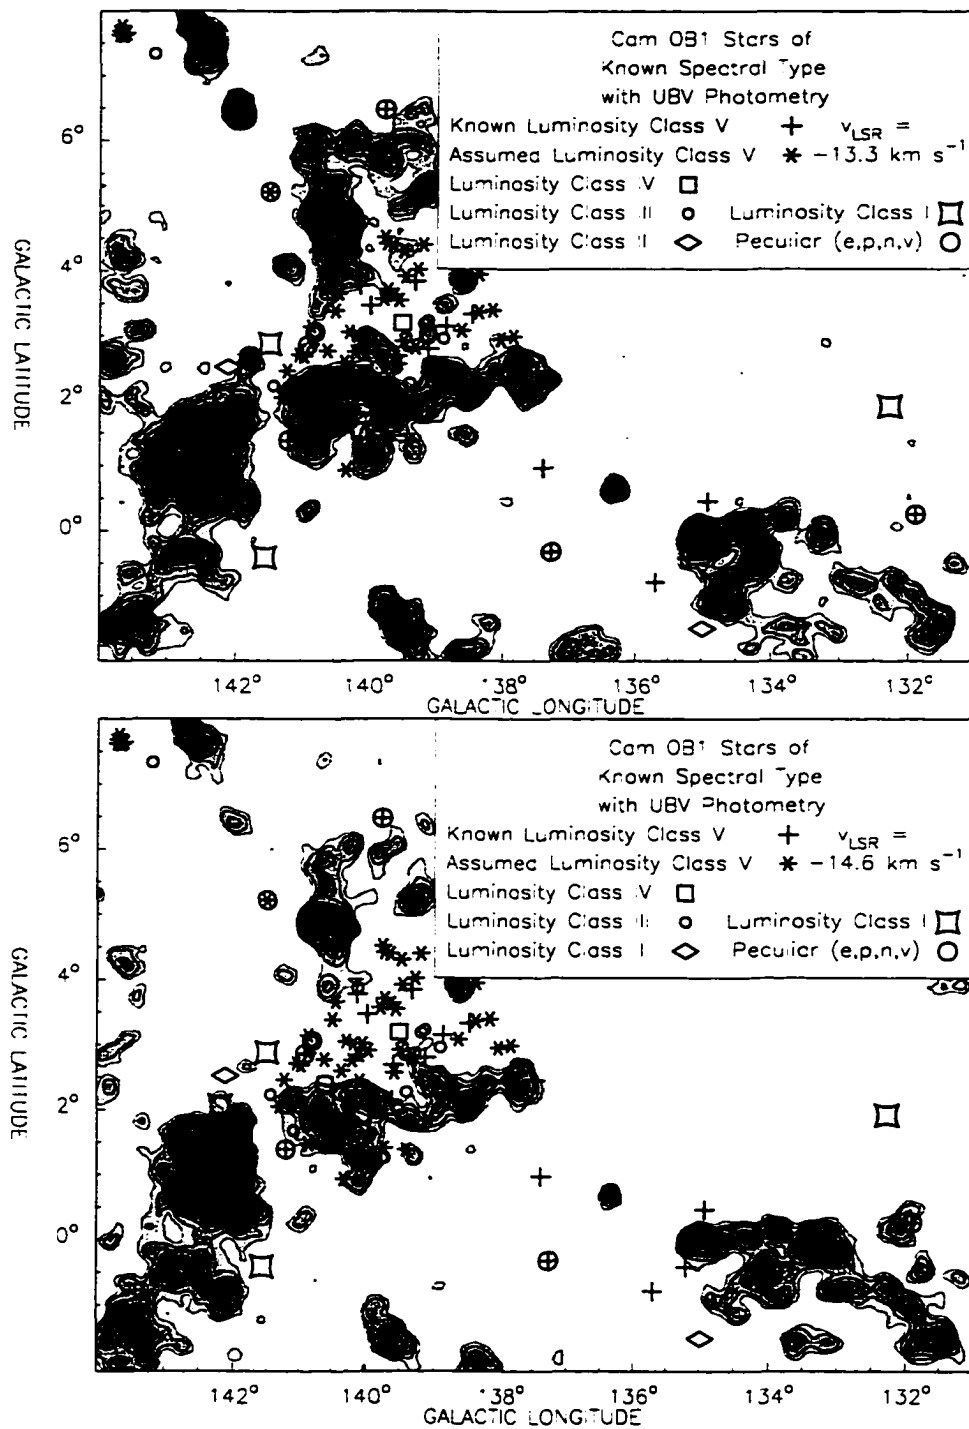 Cam OB1 Stars of
Known Spectral Type
with UBV Photometry
Known Luminosity Class V + v_LSR =
Assumed Luminosity Class V * −13.3 km s⁻¹
Luminosity Class IV
Luminosity Class III Luminosity Class I
Luminosity Class II Peculiar (e,p,n,v)
GALACTIC LATITUDE
6°
4°
2°
0°
142° 140° 138° 136° 134° 132°
GALACTIC LONGITUDE
Cam OB1 Stars of
Known Spectral Type
with UBV Photometry
Known Luminosity Class V + v_LSR =
Assumed Luminosity Class V * −14.6 km s⁻¹
Luminosity Class IV
Luminosity Class III Luminosity Class I
Luminosity Class II Peculiar (e,p,n,v)
GALACTIC LATITUDE
6°
4°
2°
0°
142° 140° 138° 136° 134° 132°
GALACTIC LONGITUDE